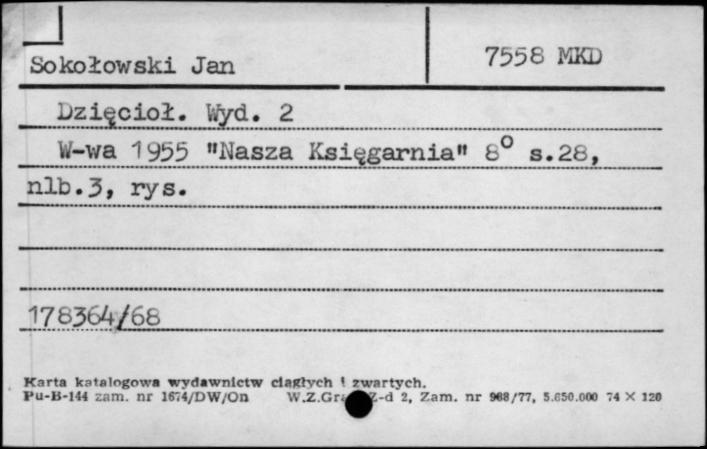 Sokołowski Jan
7558 MKD
Dzięcioł. Wyd. 2
W-wa 1955 "Nasza Księgarnia" 8° s.28,
nlb.3, rys.
178364/68
Karta katalogowa wydawnictw ciągłych i zwartych.
Pu-B-144 zam. nr 1674/DW/On W.Z.Gra Z-d 2, Zam. nr 968/77, 5.650.000 74 × 120